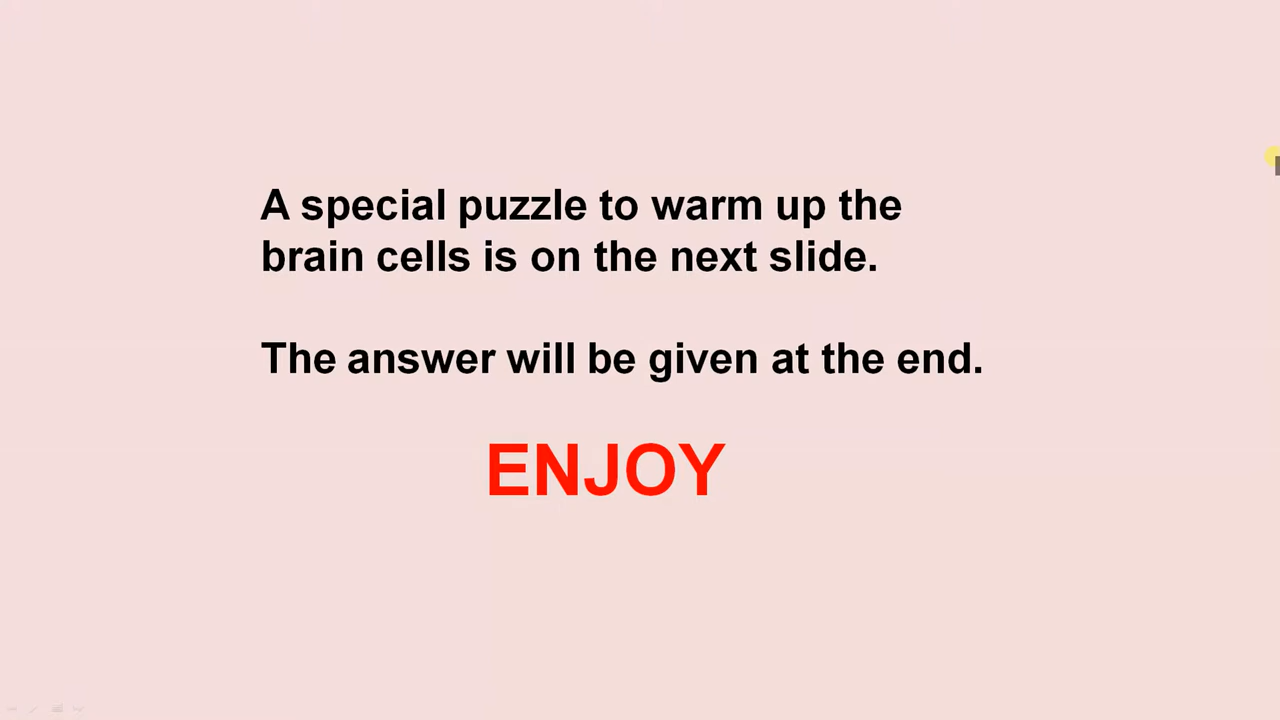 A special puzzle to warm up the
brain cells is on the next slide.
The answer will be given at the end.
ENJOY